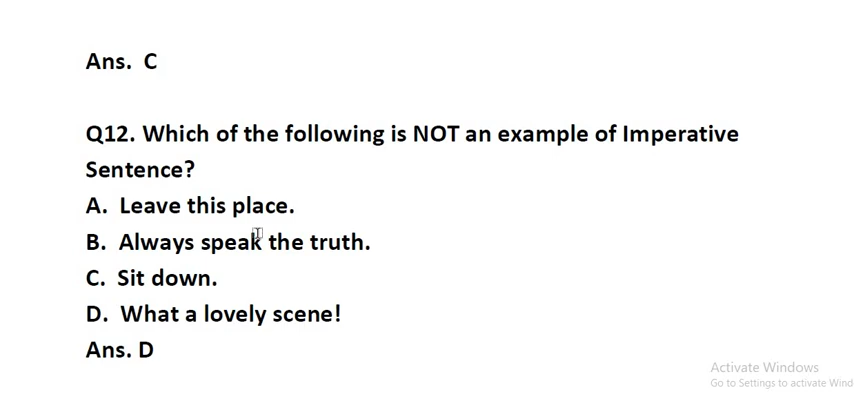 Ans.  C
Q12. Which of the following is NOT an example of Imperative
Sentence?
A.  Leave this place.
B.  Always speak the truth.
C.  Sit down.
D.  What a lovely scene!
Ans. D
Activate Windows
Go to Settings to activate Wind